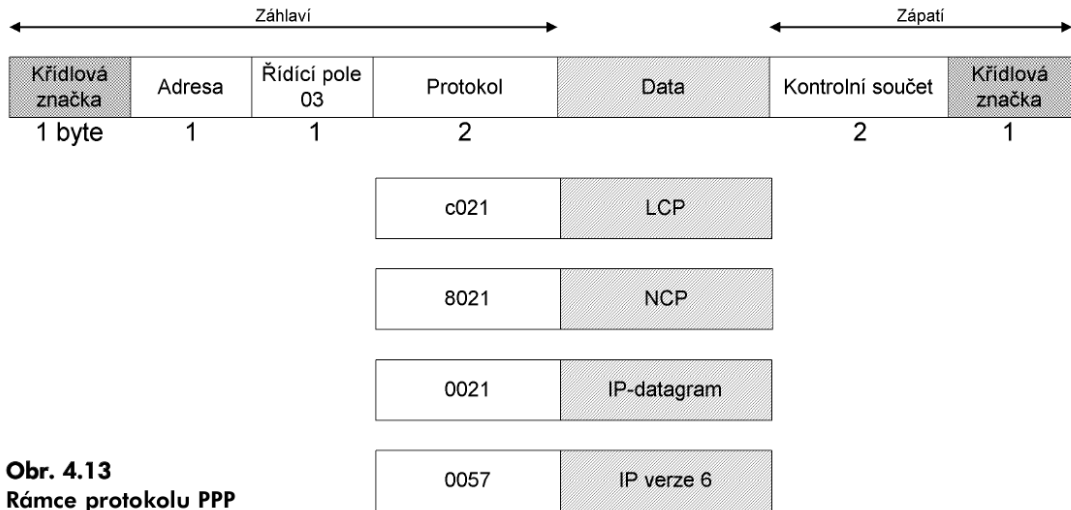 Záhlaví
Zápatí
Křídlová
značka
Adresa
Řídící pole
03
Protokol
Data
Kontrolní součet
Křídlová
značka
1 byte
1
1
2
2
1
c021
LCP
8021
NCP
0021
IP-datagram
0057
IP verze 6
Obr. 4.13
Rámce protokolu PPP